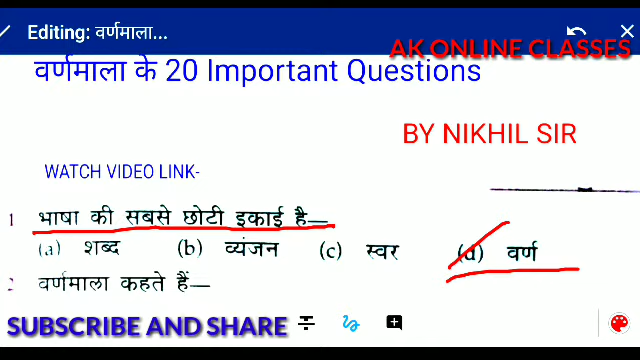 Editing: वर्णमाला...
AK ONLINE CLASSES
वर्णमाला के 20 Important Questions
BY NIKHIL SIR
WATCH VIDEO LINK-
1 भाषा की सबसे छोटी इकाई है—
(a) शब्द (b) व्यंजन (c) स्वर (d) वर्ण
2 वर्णमाला कहते हैं—
SUBSCRIBE AND SHARE